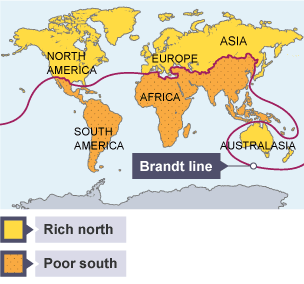 ASIA
EUROPE
NORTH
AMERICA
AFRICA
SOUTH
AMERICA
AUSTRALASIA
Brandt line
Rich north
Poor south